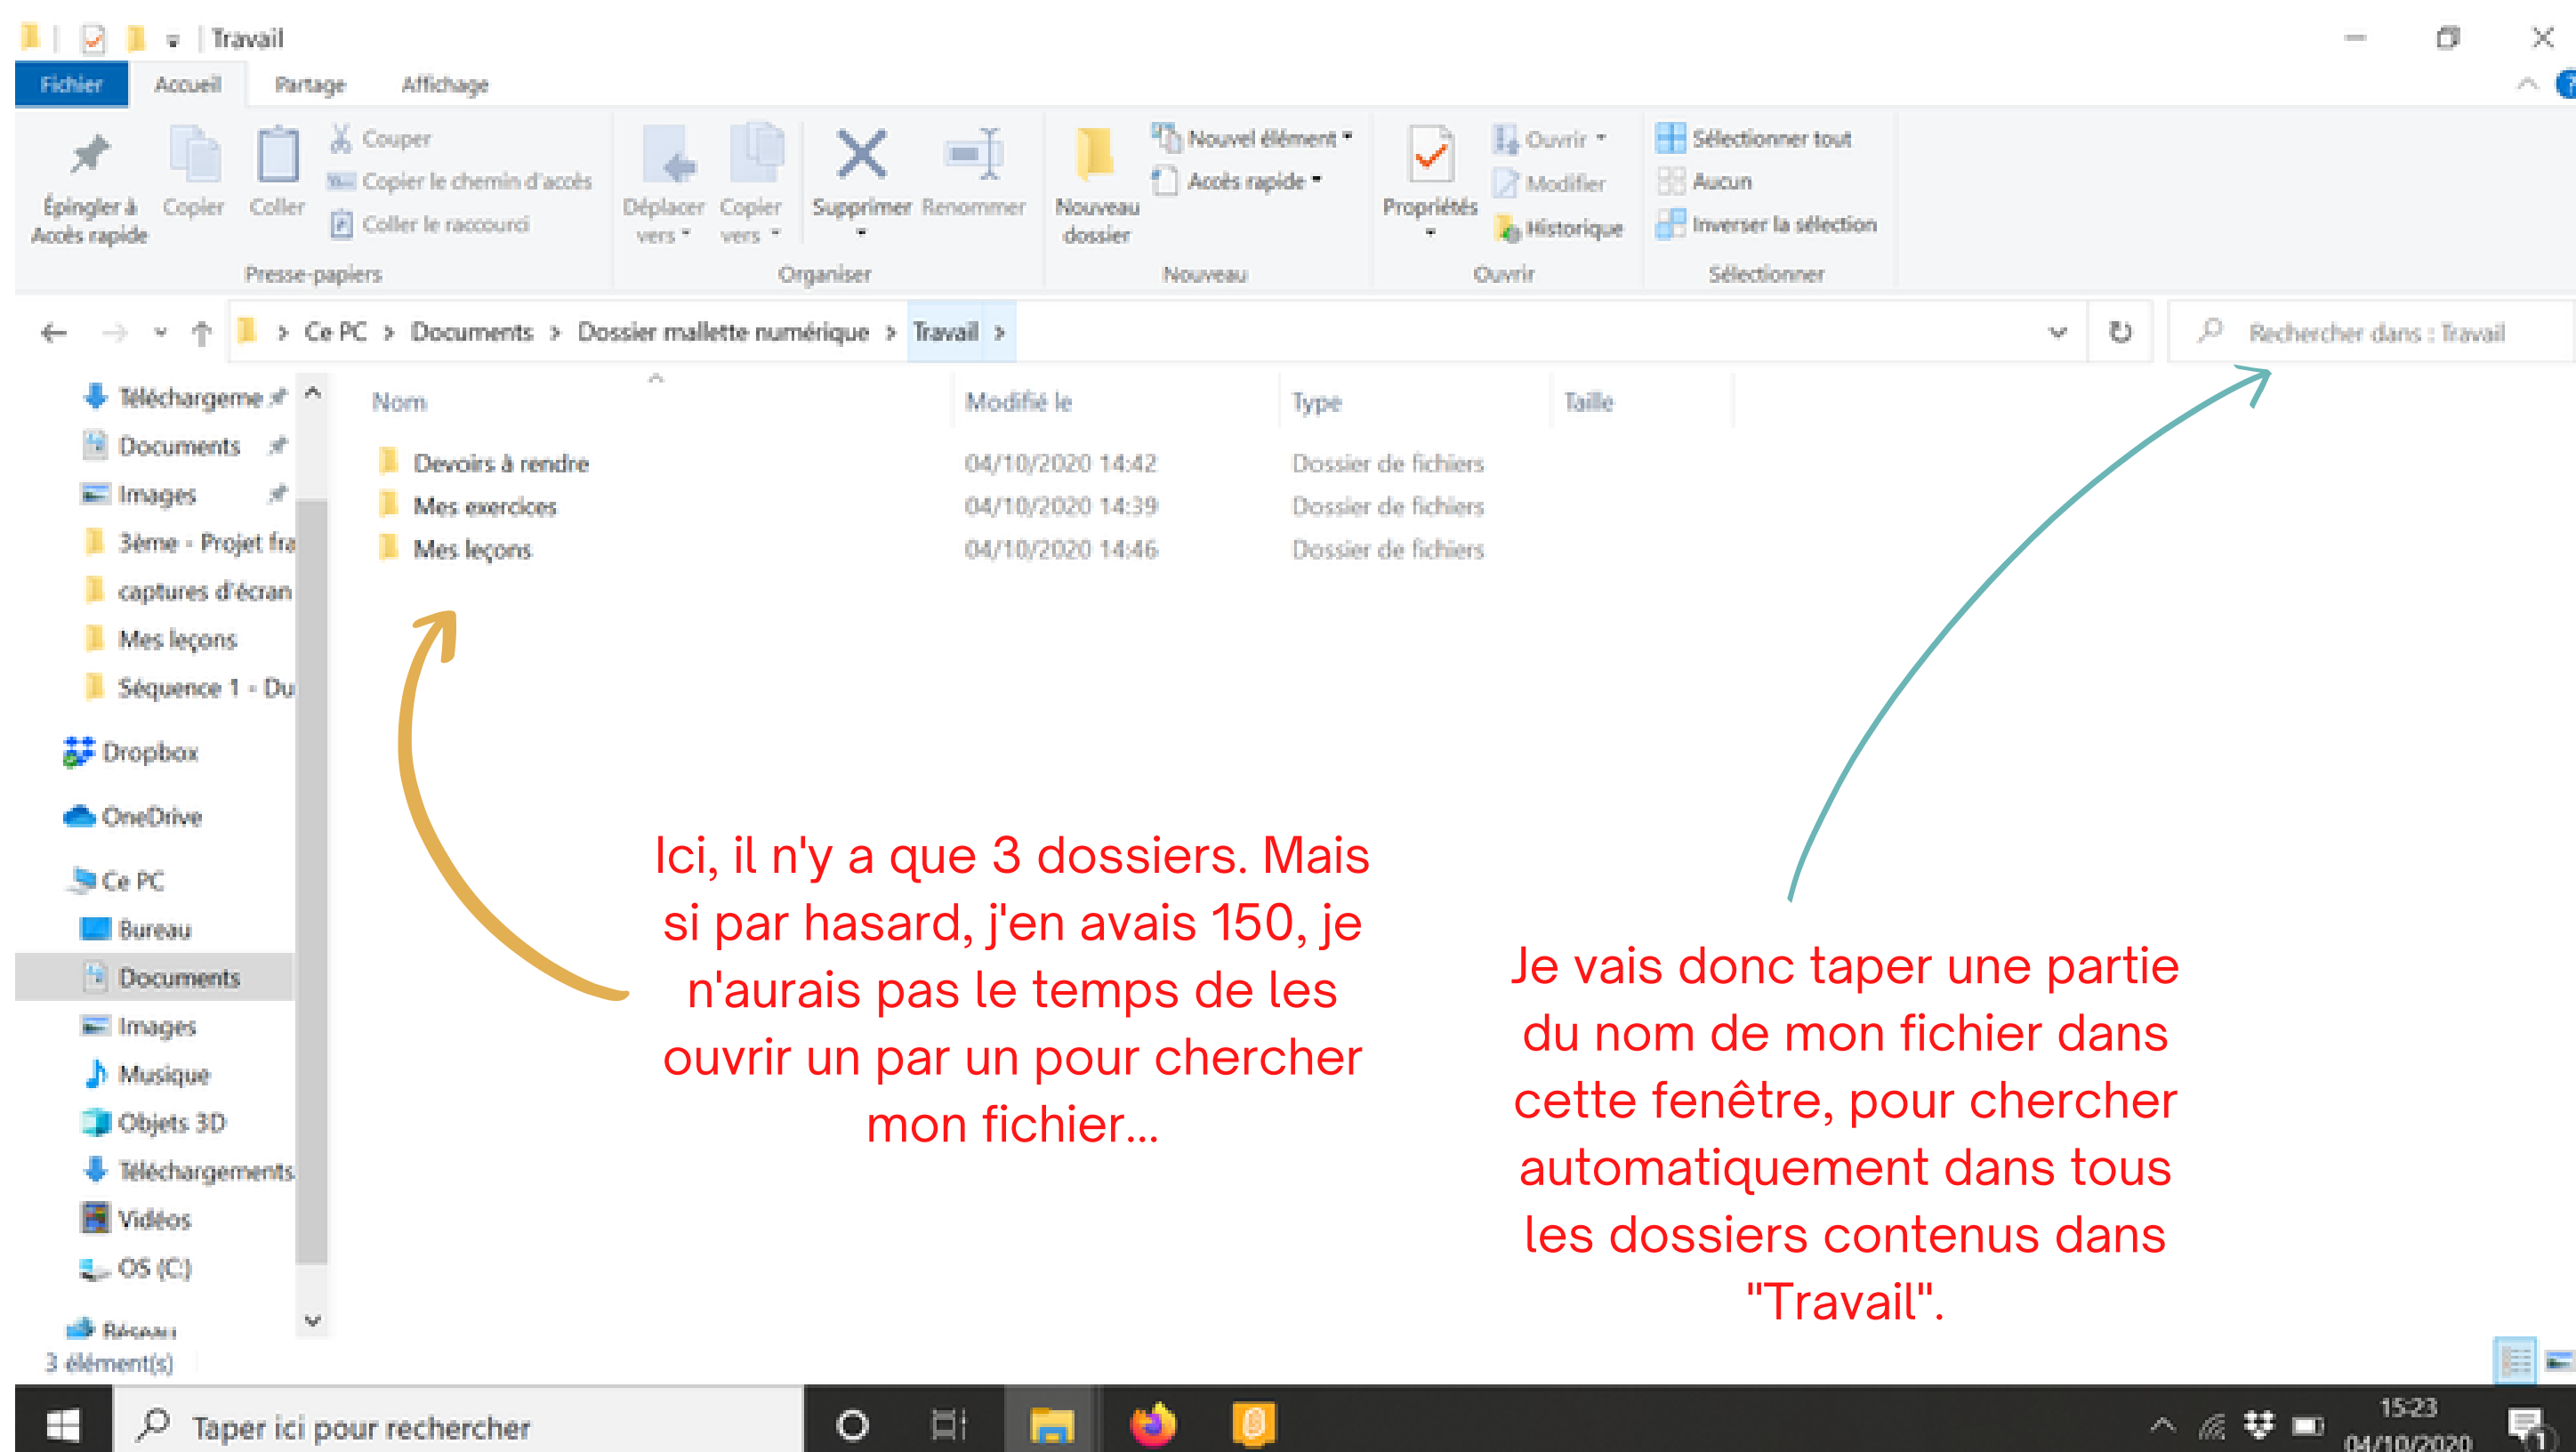 Travail
Fichier Accueil Partage Affichage
Épingler à Accès rapide
Copier
Coller
Couper
Copier le chemin d'accès
Coller le raccourci
Presse-papiers
Déplacer vers
Copier vers
Supprimer
Renommer
Organiser
Nouveau dossier
Nouvel élément
Accès rapide
Nouveau
Propriétés
Ouvrir
Modifier
Historique
Ouvrir
Sélectionner tout
Aucun
Inverser la sélection
Sélectionner
> Ce PC > Documents > Dossier mallette numérique > Travail >
Rechercher dans : Travail
Téléchargeme
Documents
Images
3ème - Projet fra
captures d'écran
Mes leçons
Séquence 1 - Du
Dropbox
OneDrive
Ce PC
Bureau
Documents
Images
Musique
Objets 3D
Téléchargements
Vidéos
OS (C:)
Réseau
3 élément(s)
Nom Modifié le Type Taille
Devoirs à rendre 04/10/2020 14:42 Dossier de fichiers
Mes exercices 04/10/2020 14:39 Dossier de fichiers
Mes leçons 04/10/2020 14:46 Dossier de fichiers
Ici, il n'y a que 3 dossiers. Mais
si par hasard, j'en avais 150, je
n'aurais pas le temps de les
ouvrir un par un pour chercher
mon fichier...
Je vais donc taper une partie
du nom de mon fichier dans
cette fenêtre, pour chercher
automatiquement dans tous
les dossiers contenus dans
"Travail".
Taper ici pour rechercher
15:23
04/10/2020
1